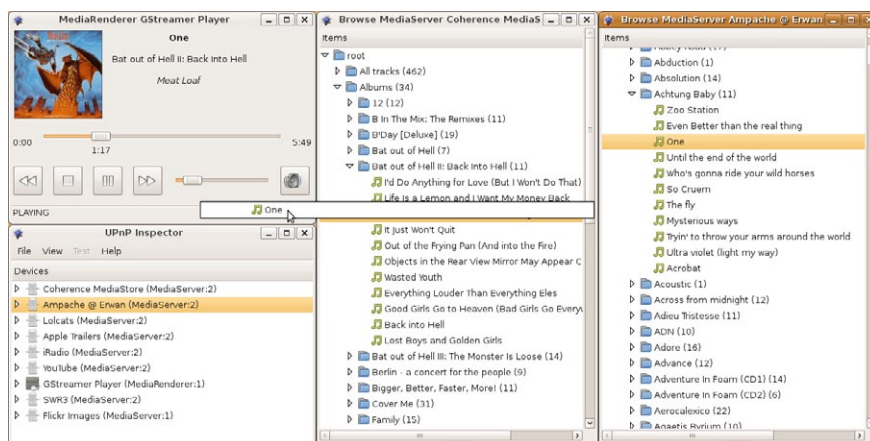 MediaRenderer GStreamer Player
One
Bat out of Hell II: Back Into Hell
Meat Loaf
0:00
1:17
5:49
PLAYING
One
UPnP Inspector
File View Test Help
Devices
Coherence MediaStore (MediaServer:2)
Ampache @ Erwan (MediaServer:2)
Lolcats (MediaServer:2)
Apple Trailers (MediaServer:2)
iRadio (MediaServer:2)
YouTube (MediaServer:2)
GStreamer Player (MediaRenderer:1)
SWR3 (MediaServer:2)
Flickr Images (MediaServer:1)
Browse MediaServer Coherence MediaS
Items
root
All tracks (462)
Albums (34)
12 (12)
B In The Mix: The Remixes (11)
B'Day [Deluxe] (19)
Bat out of Hell (7)
Bat out of Hell II: Back Into Hell (11)
I'd Do Anything for Love (But I Won't Do That)
Life Is a Lemon and I Want My Money Back
It Just Won't Quit
Out of the Frying Pan (And into the Fire)
Objects in the Rear View Mirror May Appear C
Wasted Youth
Everything Louder Than Everything Eles
Good Girls Go to Heaven (Bad Girls Go Everyw
Back into Hell
Lost Boys and Golden Girls
Bat out of Hell III: The Monster Is Loose (14)
Berlin - a concert for the people (9)
Bigger, Better, Faster, More! (11)
Cover Me (31)
Family (15)
Browse MediaServer Ampache @ Erwan
Items
Abbey Road (17)
Abduction (1)
Absolution (14)
Achtung Baby (11)
Zoo Station
Even Better than the real thing
One
Until the end of the world
Who's gonna ride your wild horses
So Cruem
The fly
Mysterious ways
Tryin' to throw your arms around the world
Ultra violet (light my way)
Acrobat
Acoustic (1)
Across from midnight (12)
Adieu Tristesse (11)
ADN (10)
Adore (16)
Advance (12)
Adventure In Foam (CD1) (14)
Adventure In Foam (CD2) (6)
Aerocalexico (22)
Agaetis Byrjun (10)